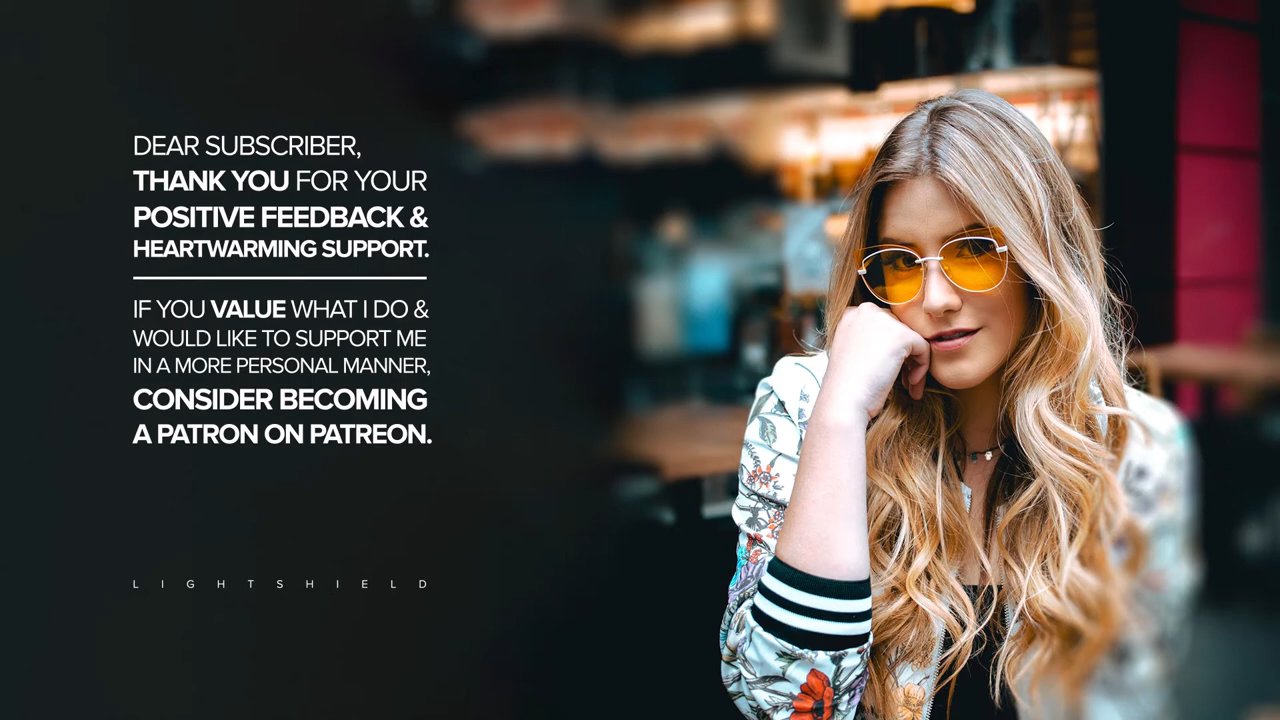 DEAR SUBSCRIBER,
THANK YOU FOR YOUR
POSITIVE FEEDBACK &
HEARTWARMING SUPPORT.
IF YOU VALUE WHAT I DO &
WOULD LIKE TO SUPPORT ME
IN A MORE PERSONAL MANNER,
CONSIDER BECOMING
A PATRON ON PATREON.
LIGHTSHIELD